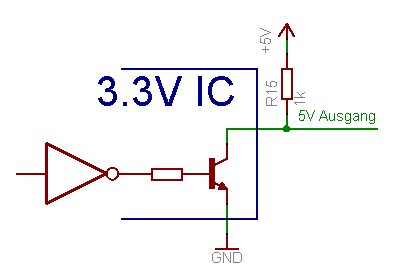 +5V
3.3V IC
R15
1k
5V Ausgang
GND